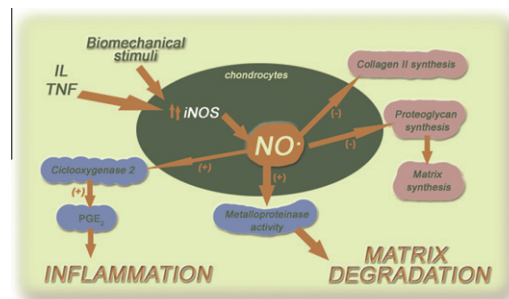 Biomechanical
stimuli
IL
TNF
chondrocytes
iNOS
NO•
(-)
(-)
(+)
(+)
Collagen II synthesis
Proteoglycan
synthesis
Matrix
synthesis
Ciclooxygenase 2
(+)
PGE2
Metalloproteinase
activity
INFLAMMATION
MATRIX
DEGRADATION